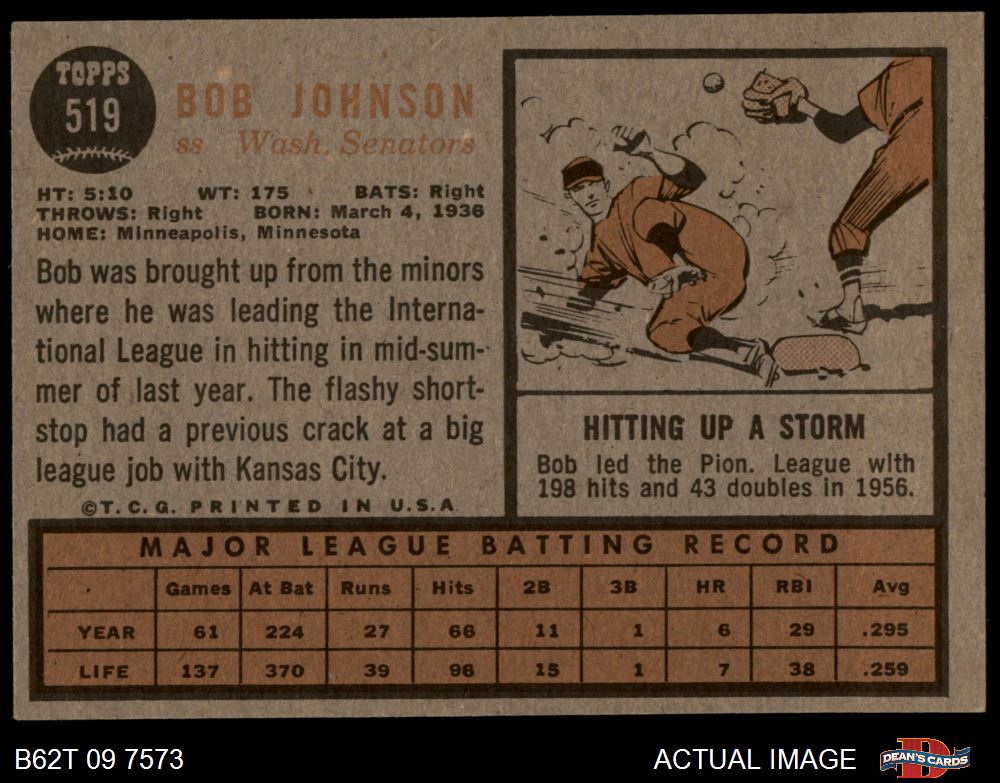 TOPPS
519
BOB JOHNSON
ss Wash. Senators
HT: 5:10 WT: 175 BATS: Right
THROWS: Right BORN: March 4, 1936
HOME: Minneapolis, Minnesota
Bob was brought up from the minors
where he was leading the Interna-
tional League in hitting in mid-sum-
mer of last year. The flashy short-
stop had a previous crack at a big
league job with Kansas City.
©T.C.G. PRINTED IN U.S.A.
HITTING UP A STORM
Bob led the Pion. League with
198 hits and 43 doubles in 1956.
MAJOR LEAGUE BATTING RECORD
Games At Bat Runs Hits 2B 3B HR RBI Avg
YEAR 61 224 27 66 11 1 6 29 .295
LIFE 137 370 39 96 15 1 7 38 .259
B62T 09 7573 ACTUAL IMAGE DEAN'S CARDS